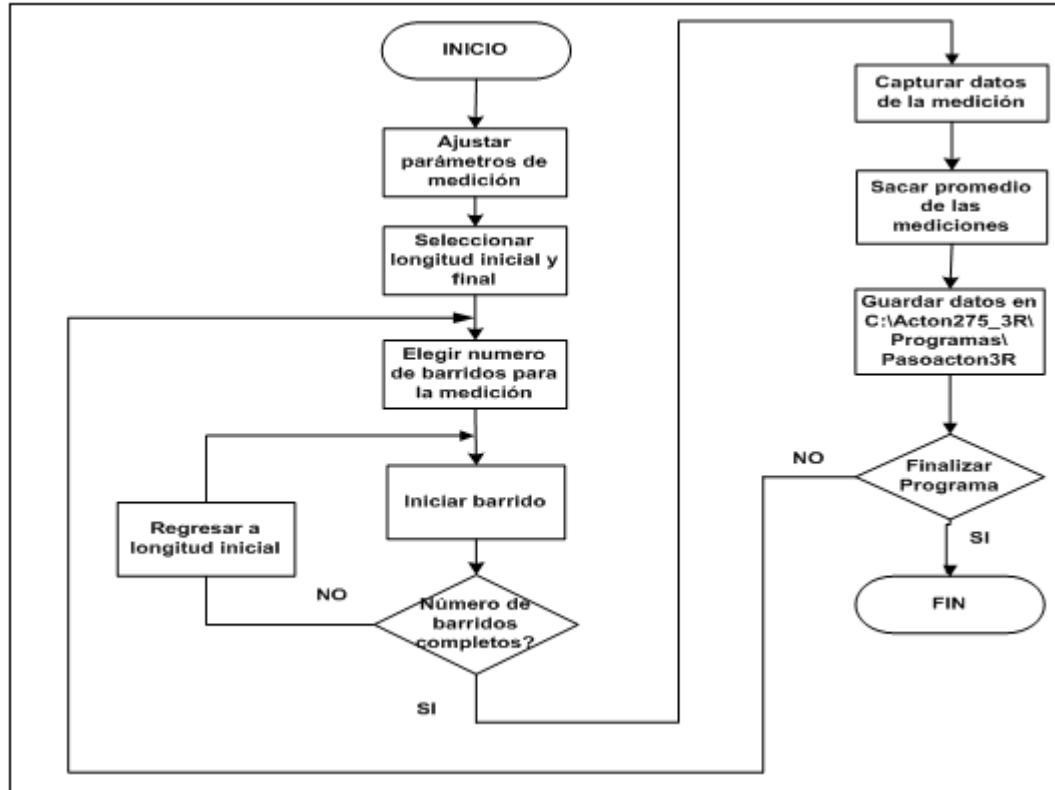 INICIO
Ajustar
parámetros de
medición
Seleccionar
longitud inicial y
final
Elegir numero
de barridos para
la medición
Iniciar barrido
Regresar a
longitud inicial
NO
Número de
barridos
completos?
SI
Capturar datos
de la medición
Sacar promedio
de las
mediciones
Guardar datos en
C:\Acton275_3R\
Programas\
Pasoacton3R
NO
Finalizar
Programa
SI
FIN